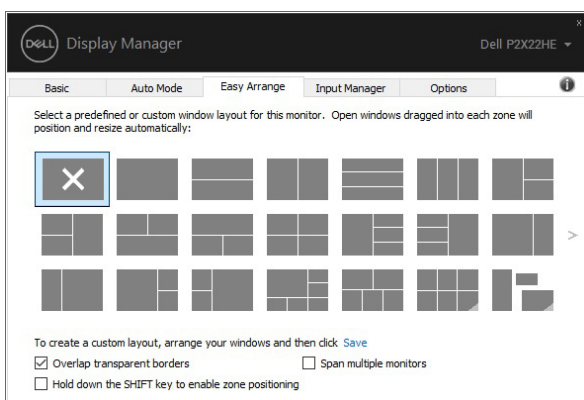 DELL Display Manager
Dell P2X22HE
Basic
Auto Mode
Easy Arrange
Input Manager
Options
Select a predefined or custom window layout for this monitor. Open windows dragged into each zone will
position and resize automatically:
To create a custom layout, arrange your windows and then click Save
Overlap transparent borders
Span multiple monitors
Hold down the SHIFT key to enable zone positioning